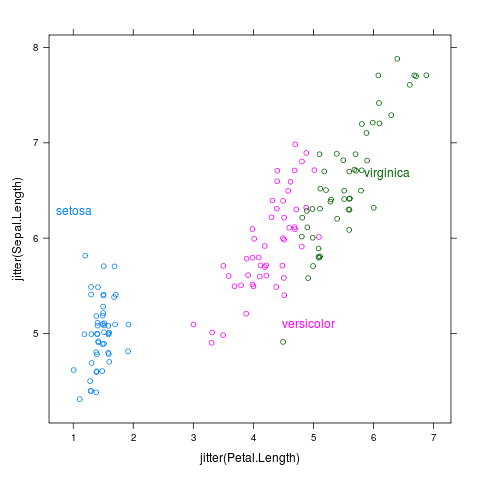 8
7
6
5
jitter(Sepal.Length)
setosa
virginica
versicolor
1 2 3 4 5 6 7
jitter(Petal.Length)